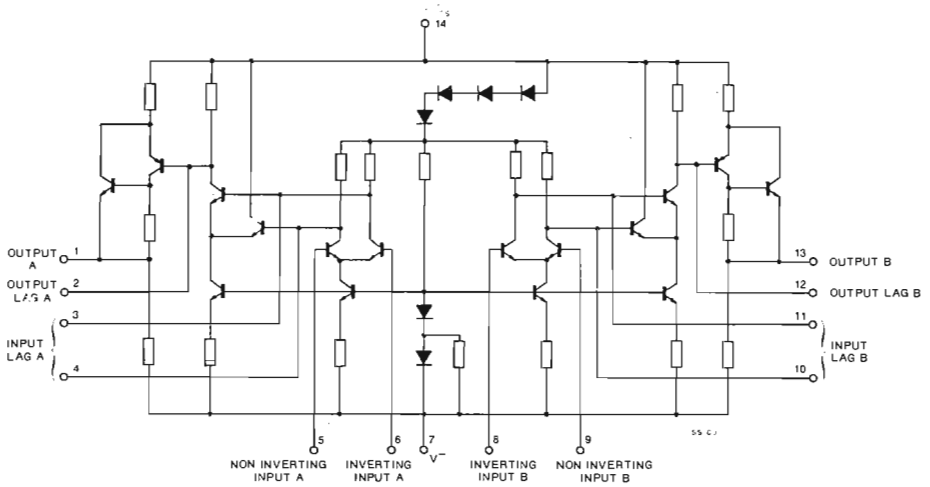 14
OUTPUT A
1
OUTPUT LAG A
2
INPUT LAG A
3
4
13
OUTPUT B
12
OUTPUT LAG B
11
INPUT LAG B
10
5
6
7
8
9
V−
NON INVERTING INPUT A
INVERTING INPUT A
INVERTING INPUT B
NON INVERTING INPUT B